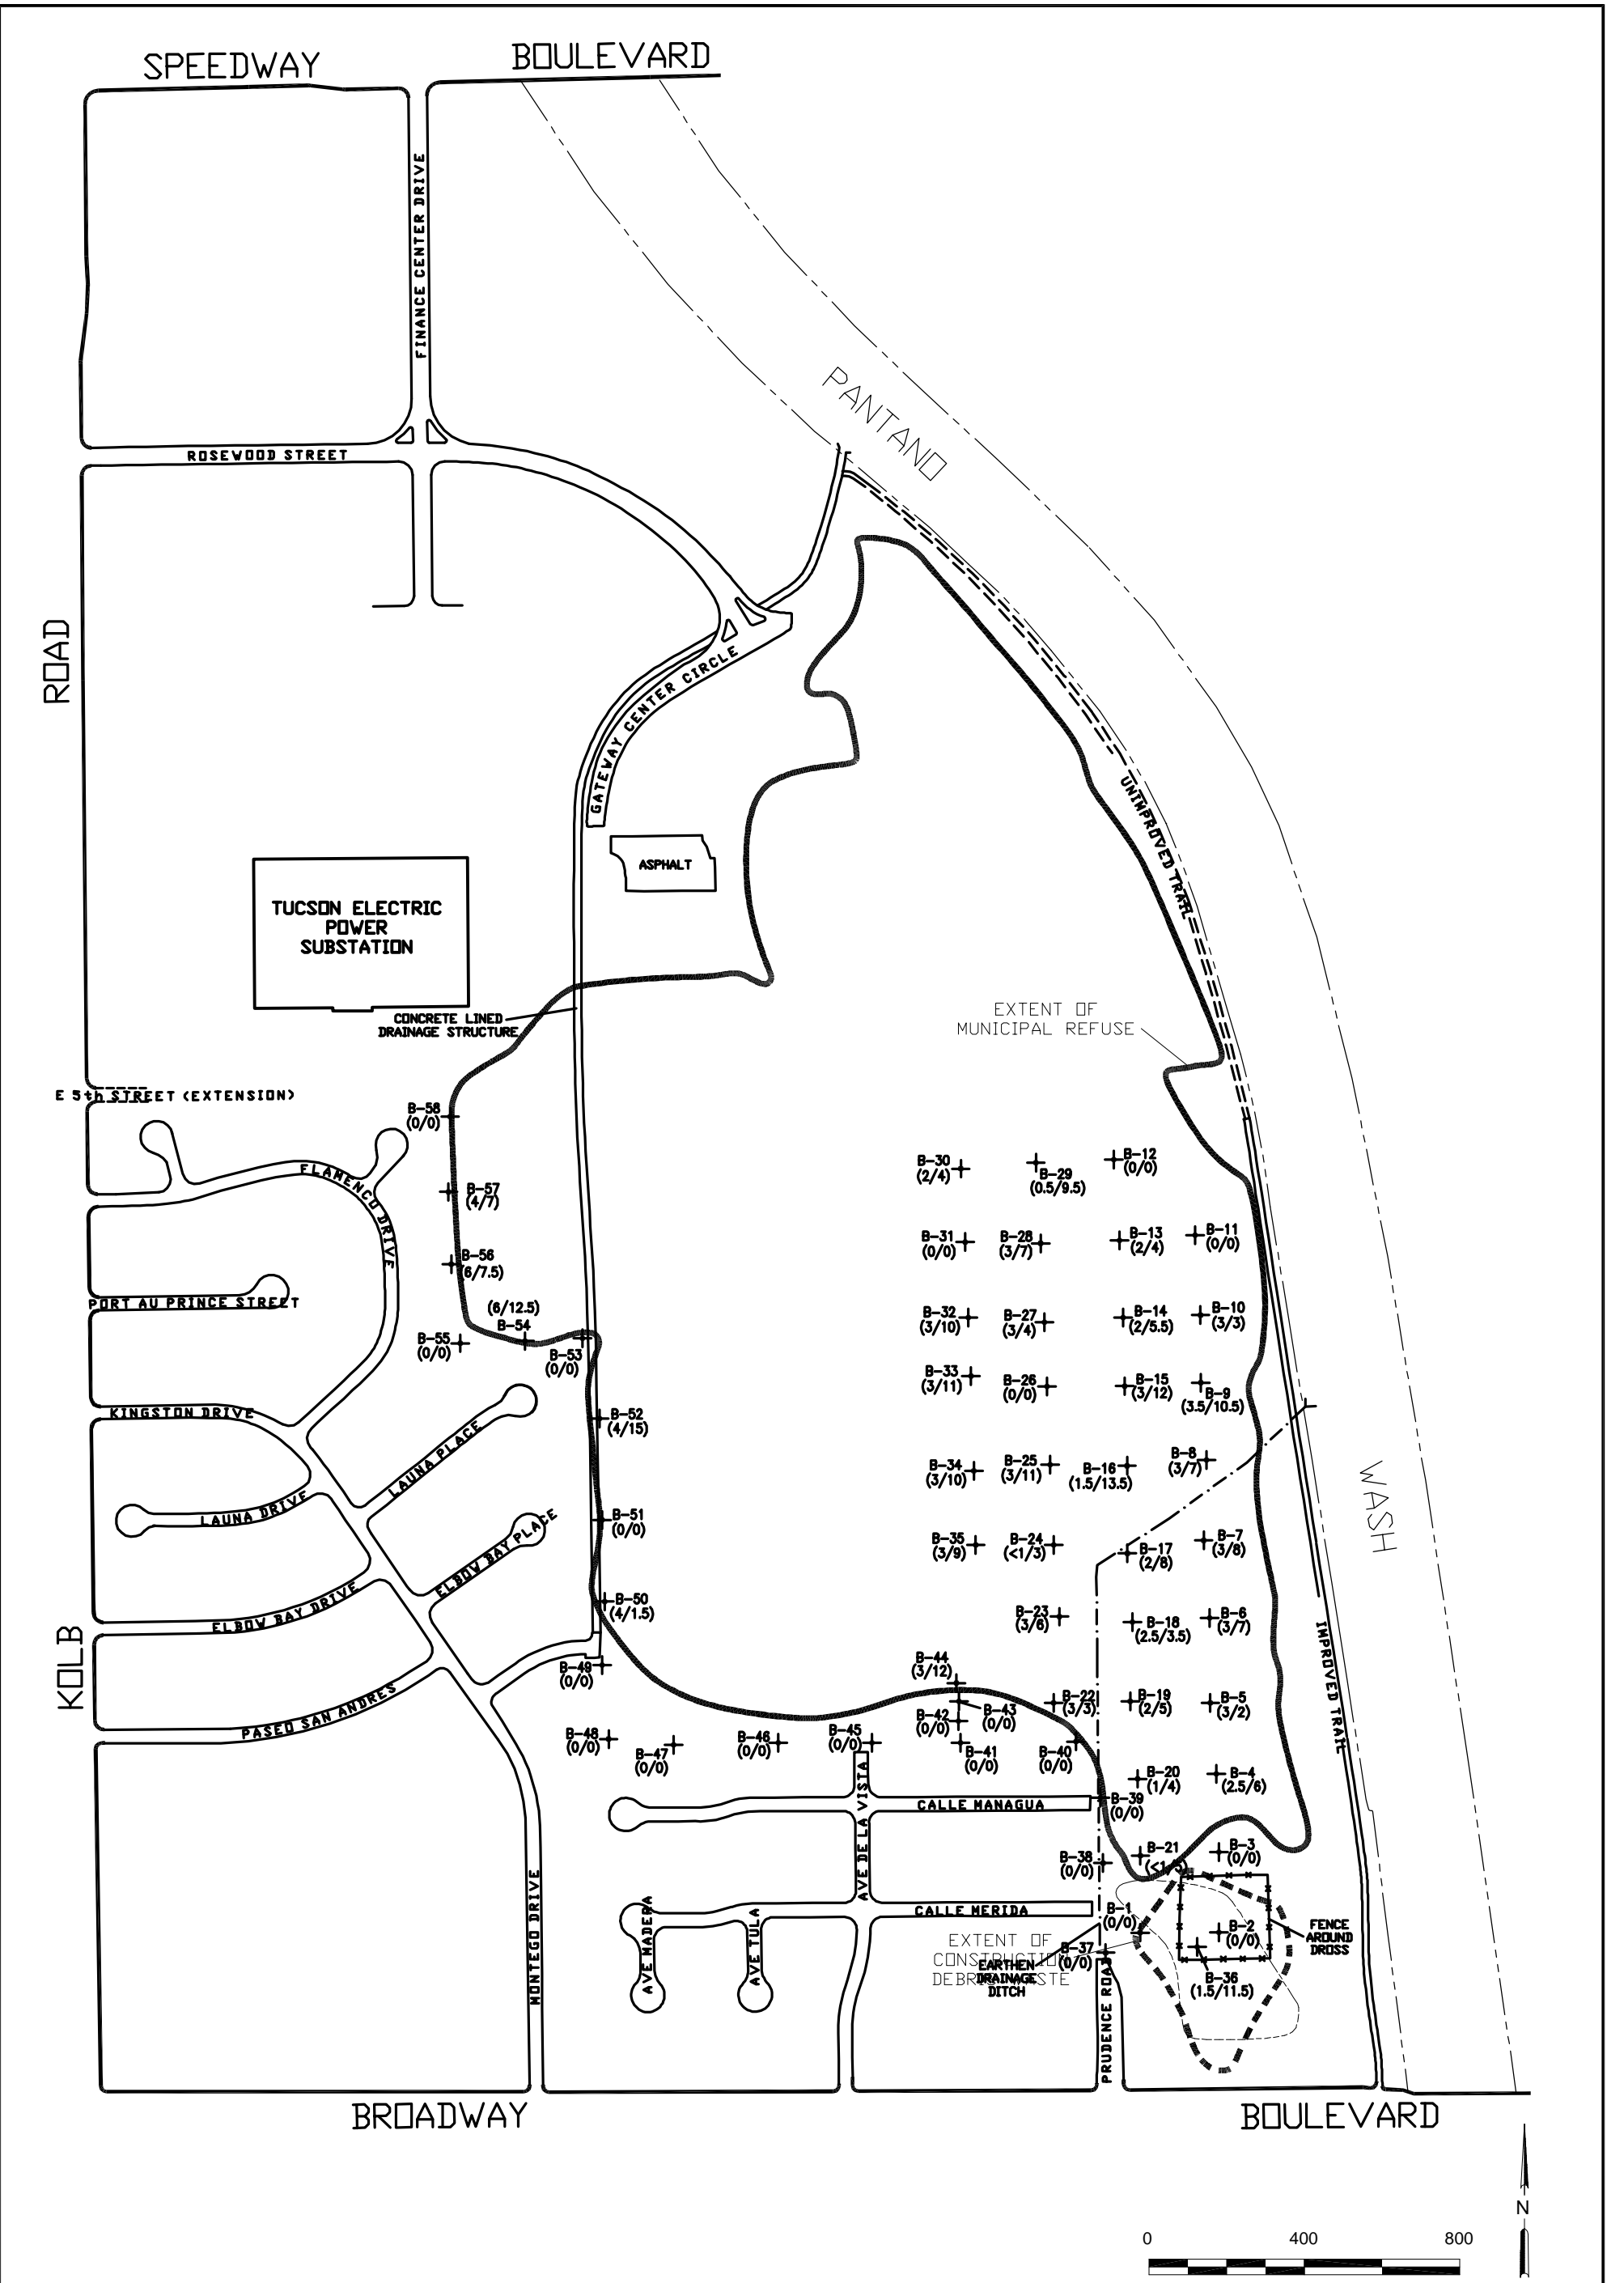 SPEEDWAY
BOULEVARD
FINANCE CENTER DRIVE
ROSEWOOD STREET
PANTANO
ROAD
GATEWAY CENTER CIRCLE
UNIMPROVED TRAIL
ASPHALT
TUCSON ELECTRIC
POWER
SUBSTATION
EXTENT OF
MUNICIPAL REFUSE
CONCRETE LINED
DRAINAGE STRUCTURE
E 5th STREET (EXTENSION)
B-58
(0/0)
FLAMENCO DRIVE
B-57
(4/7)
B-56
(6/7.5)
PORT AU PRINCE STREET
(6/12.5)
B-54
B-55
(0/0)
B-53
(0/0)
B-30
(2/4)
B-29
(0.5/9.5)
B-12
(0/0)
B-31
(0/0)
B-28
(3/7)
B-13
(2/4)
B-11
(0/0)
B-32
(3/10)
B-27
(3/4)
B-14
(2/5.5)
B-10
(3/3)
B-33
(3/11)
B-26
(0/0)
B-15
(3/12)
B-9
(3.5/10.5)
KINGSTON DRIVE
B-52
(4/15)
LAUNA PLACE
B-34
(3/10)
B-25
(3/11)
B-16
(1.5/13.5)
B-8
(3/7)
WASH
LAUNA DRIVE
B-51
(0/0)
ELBOW BAY PLACE
B-35
(3/9)
B-24
(<1/3)
B-17
(2/8)
B-7
(3/8)
ELBOW BAY DRIVE
B-50
(4/1.5)
B-23
(3/6)
B-18
(2.5/3.5)
B-6
(3/7)
KOLB
IMPROVED TRAIL
PASEO SAN ANDRES
B-49
(0/0)
B-44
(3/12)
B-43
(0/0)
B-42
(0/0)
B-22
(3/3)
B-19
(2/5)
B-5
(3/2)
B-48
(0/0)
B-47
(0/0)
B-46
(0/0)
B-45
(0/0)
B-41
(0/0)
B-40
(0/0)
B-20
(1/4)
B-4
(2.5/6)
CALLE MANAGUA
B-39
(0/0)
AVE DE LA VISTA
B-38
(0/0)
B-21
(<1/5)
B-3
(0/0)
MONTEGO DRIVE
AVE MADERA
AVE TULA
CALLE MERIDA
B-1
(0/0)
B-2
(0/0)
FENCE
AROUND
DROSS
EXTENT OF
CONSTRUCTION
DEBRIS WASTE
B-37
(0/0)
EARTHEN
DRAINAGE
DITCH
B-36
(1.5/11.5)
PRUDENCE ROAD
BROADWAY
BOULEVARD
N
0 400 800